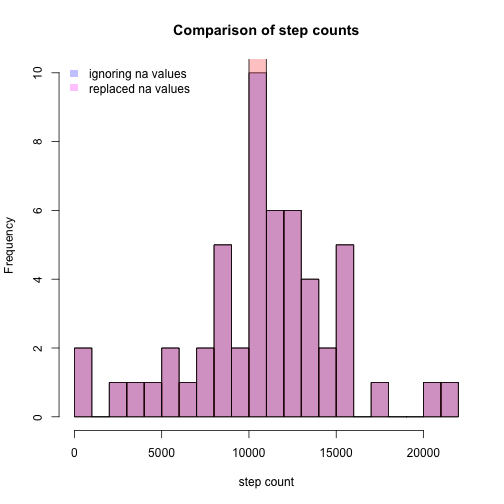 Comparison of step counts
ignoring na values
replaced na values
Frequency
10
8
6
4
2
0
0 5000 10000 15000 20000
step count